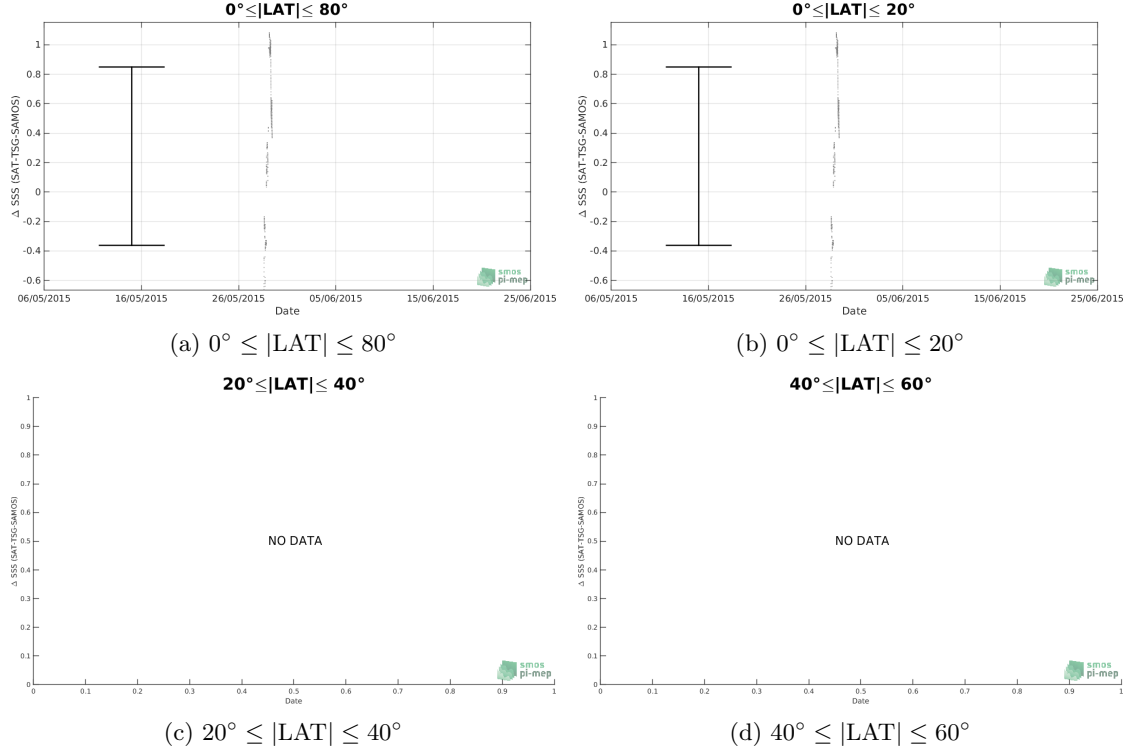 0°≤|LAT|≤ 80°
1
0.8
0.6
0.4
0.2
0
-0.2
-0.4
-0.6
Δ SSS (SAT-TSG-SAMOS)
06/05/2015 16/05/2015 26/05/2015 05/06/2015 15/06/2015 25/06/2015
Date
smos
pi-mep
(a) 0° ≤ |LAT| ≤ 80°
0°≤|LAT|≤ 20°
1
0.8
0.6
0.4
0.2
0
-0.2
-0.4
-0.6
Δ SSS (SAT-TSG-SAMOS)
06/05/2015 16/05/2015 26/05/2015 05/06/2015 15/06/2015 25/06/2015
Date
smos
pi-mep
(b) 0° ≤ |LAT| ≤ 20°
20°≤|LAT|≤ 40°
1
0.9
0.8
0.7
0.6
0.5
0.4
0.3
0.2
0.1
0
Δ SSS (SAT-TSG-SAMOS)
NO DATA
0 0.1 0.2 0.3 0.4 0.5 0.6 0.7 0.8 0.9 1
Date
smos
pi-mep
(c) 20° ≤ |LAT| ≤ 40°
40°≤|LAT|≤ 60°
1
0.9
0.8
0.7
0.6
0.5
0.4
0.3
0.2
0.1
0
Δ SSS (SAT-TSG-SAMOS)
NO DATA
0 0.1 0.2 0.3 0.4 0.5 0.6 0.7 0.8 0.9 1
Date
smos
pi-mep
(d) 40° ≤ |LAT| ≤ 60°